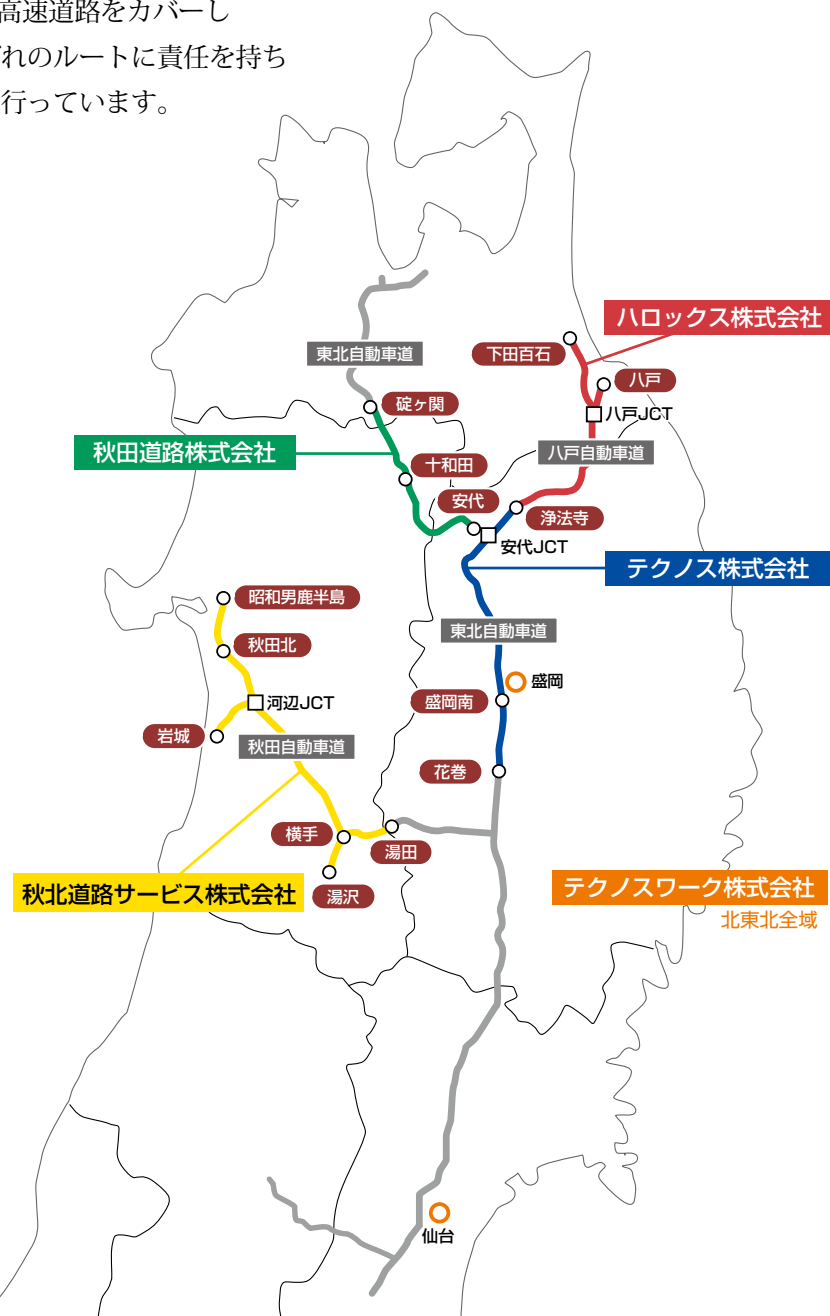 高速道路をカバーし
れのルートに責任を持ち
行っています。
ハロックス株式会社
東北自動車道
下田百石
八戸
碇ヶ関
八戸JCT
秋田道路株式会社
八戸自動車道
十和田
安代
浄法寺
安代JCT
テクノス株式会社
昭和男鹿半島
東北自動車道
秋田北
盛岡
河辺JCT
盛岡南
岩城
秋田自動車道
花巻
横手
湯田
秋北道路サービス株式会社
湯沢
テクノスワーク株式会社
北東北全域
仙台